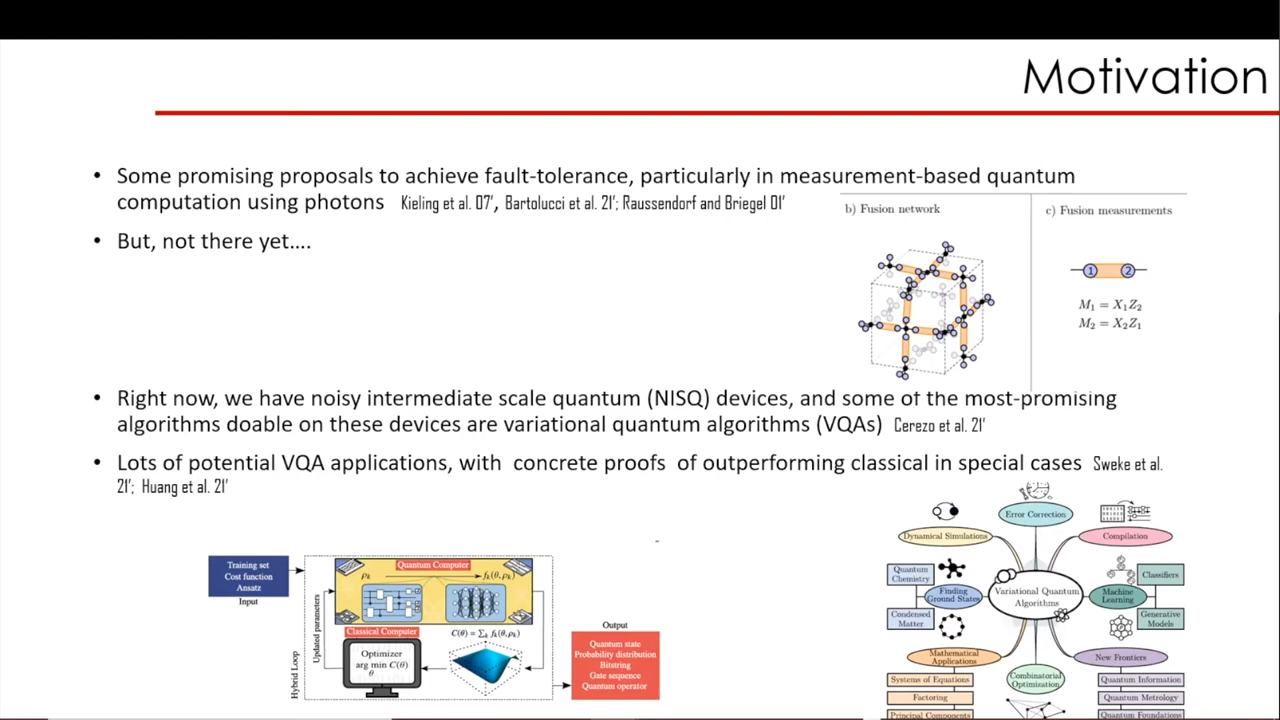 Motivation
• Some promising proposals to achieve fault-tolerance, particularly in measurement-based quantum
computation using photons Kieling et al. 07', Bartolucci et al. 21'; Raussendorf and Briegel 01'
• But, not there yet....
b) Fusion network
c) Fusion measurements
1 2
M₁ = X₁Z₂
M₂ = X₂Z₁
• Right now, we have noisy intermediate scale quantum (NISQ) devices, and some of the most-promising
algorithms doable on these devices are variational quantum algorithms (VQAs) Cerezo et al. 21'
• Lots of potential VQA applications, with concrete proofs of outperforming classical in special cases Sweke et al.
21'; Huang et al. 21'
Training set
Cost function
Ansatz
Input
Hybrid Loop
Updated parameters
Quantum Computer
ρₖ
fₖ(θ,ρₖ)
Classical Computer
C(θ) = Σₖ fₖ(θ,ρₖ)
Optimizer
arg min C(θ)
θ
Output
Quantum state
Probability distribution
Bitstring
Gate sequence
Quantum operator
Error Correction
Dynamical Simulations
Compilation
Quantum
Chemistry
Finding
Ground States
Condensed
Matter
Variational Quantum
Algorithms
Machine
Learning
Classifiers
Generative
Models
Mathematical
Applications
Systems of Equations
Factoring
Principal Components
Combinatorial
Optimization
New Frontiers
Quantum Information
Quantum Metrology
Quantum Foundations